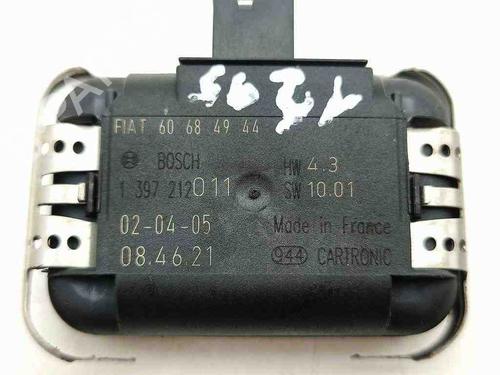 FIAT 60 68 49 44
BOSCH HW 4.3
1 397 212 011 SW 10.01
02-04-05 Made in France
08.46.21 944 CARTRONIC